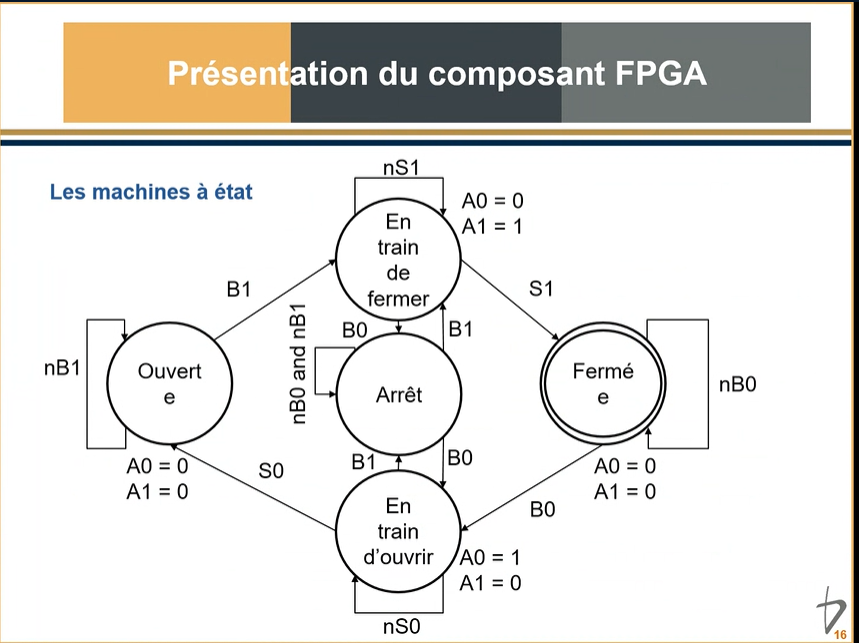 Présentation du composant FPGA
Les machines à état
nS1
A0 = 0
A1 = 1
En
train
de
fermer
B1
S1
nB0 and nB1
B0
B1
nB1
Ouvert
e
Arrêt
Fermé
e
nB0
A0 = 0
A1 = 0
S0
B1
B0
A0 = 0
A1 = 0
B0
En
train
d'ouvrir
A0 = 1
A1 = 0
nS0
16